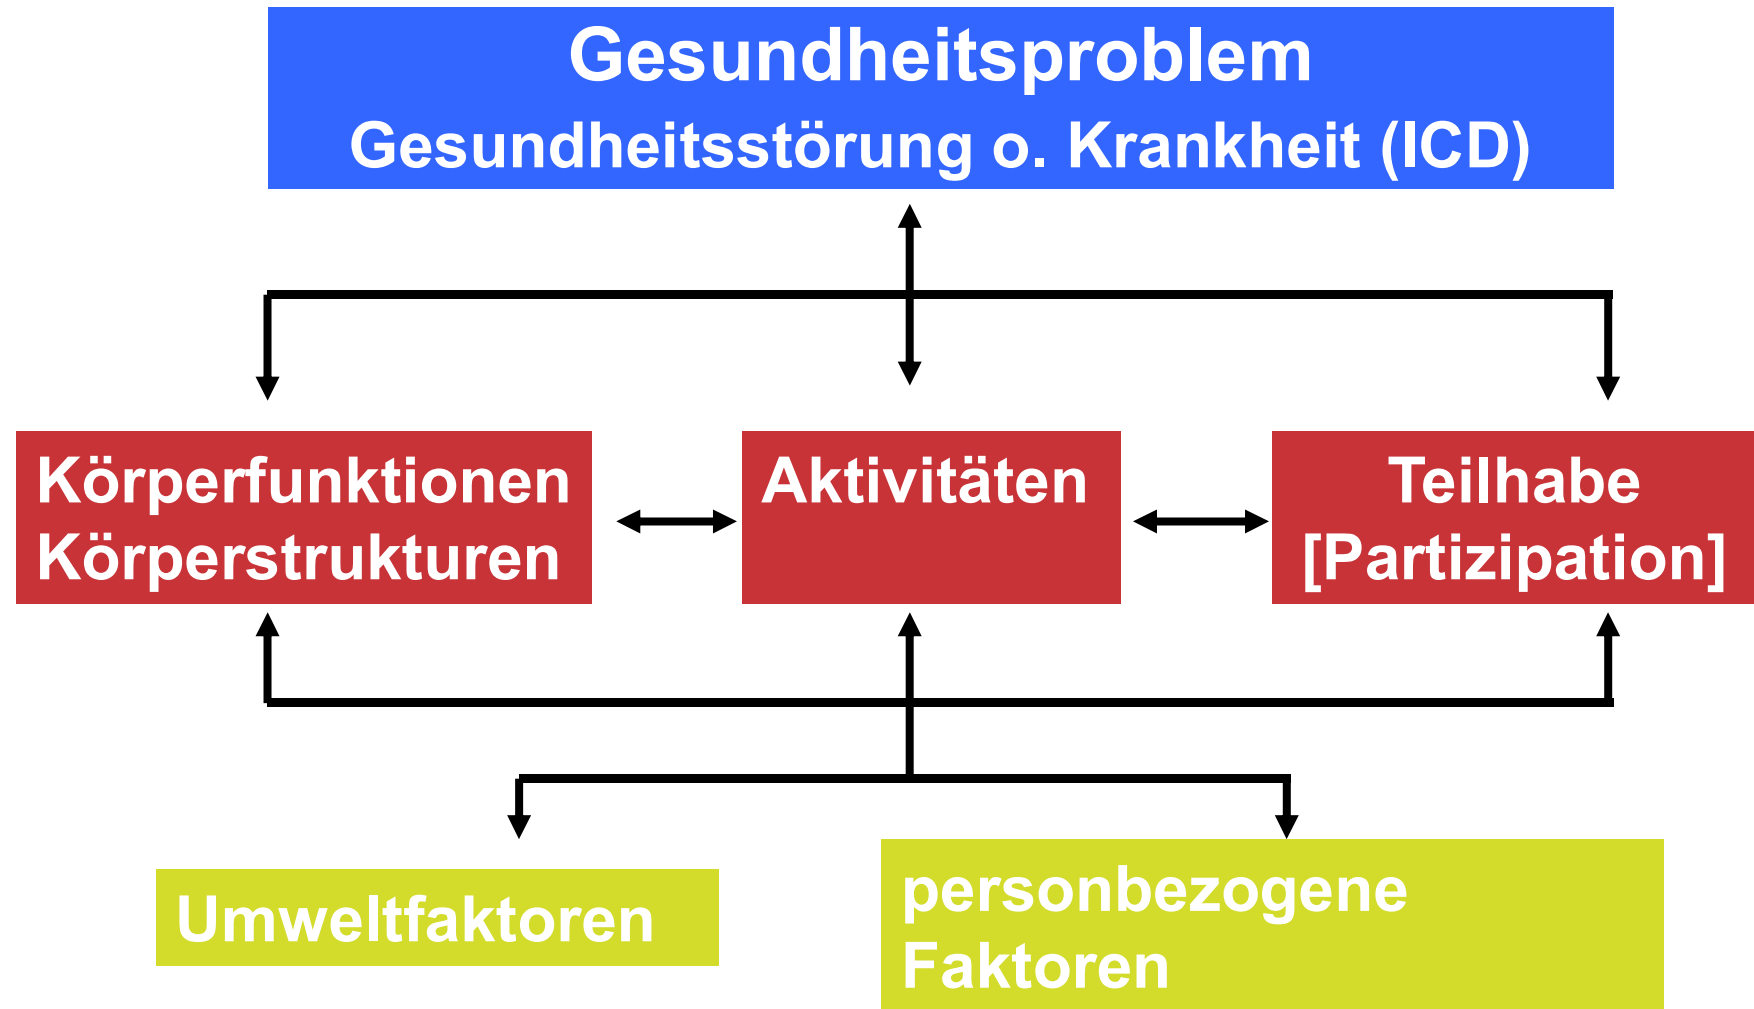 Gesundheitsproblem
Gesundheitsstörung o. Krankheit (ICD)
Körperfunktionen
Körperstrukturen
Aktivitäten
Teilhabe
[Partizipation]
Umweltfaktoren
personbezogene
Faktoren